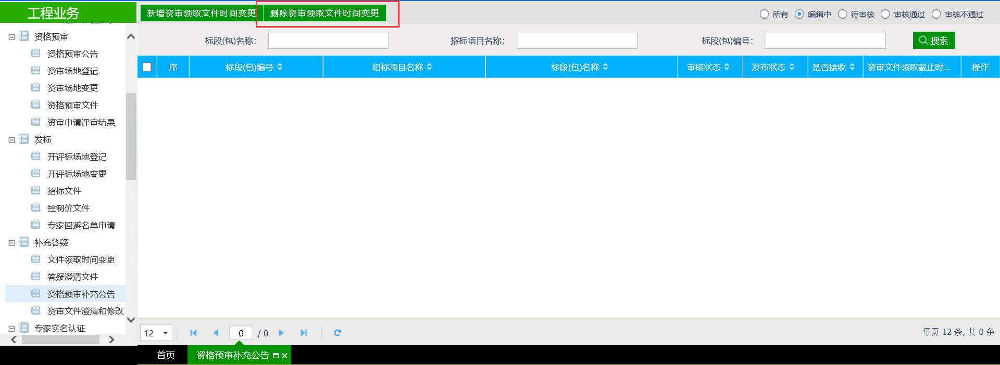 工程业务
资格预审
资格预审公告
资审场地登记
资审场地变更
资格预审文件
资审申请评审结果
发标
开评标场地登记
开评标场地变更
招标文件
控制价文件
专家回避名单申请
补充答疑
文件领取时间变更
答疑澄清文件
资格预审补充公告
资审文件澄清和修改
专家实名认证
新增资审领取文件时间变更 删除资审领取文件时间变更 所有 编辑中 待审核 审核通过 审核不通过
标段(包)名称: 招标项目名称: 标段(包)编号: 搜索
序 标段(包)编号 招标项目名称 标段(包)名称 审核状态 发布状态 是否接收 资审文件领取截止时... 操作
12 0 / 0 每页 12 条, 共 0 条
首页 资格预审补充公告